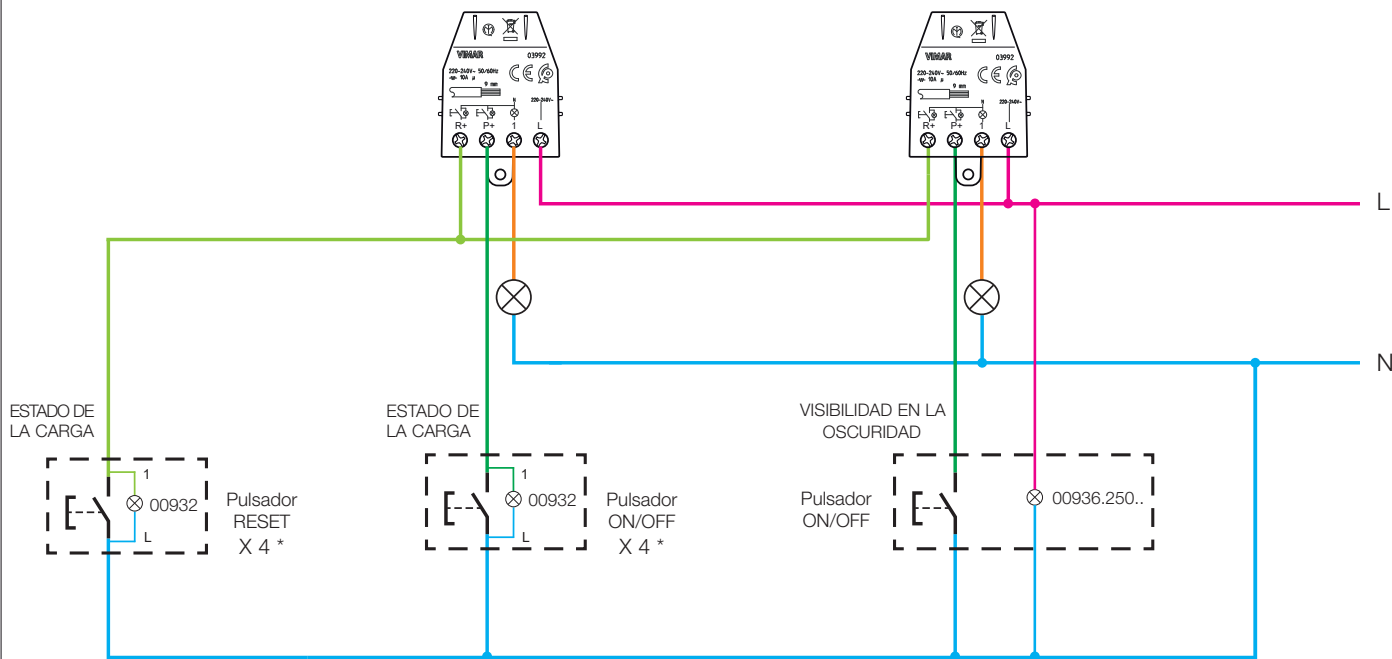 VIMAR 03992
220-240V~ 50/60Hz
10A µ
9 mm
N
220-240V~
R+ P+ 1 L
VIMAR 03992
220-240V~ 50/60Hz
10A µ
9 mm
N
220-240V~
R+ P+ 1 L
L
N
ESTADO DE
LA CARGA
1
00932
L
Pulsador
RESET
X 4 *
ESTADO DE
LA CARGA
1
00932
L
Pulsador
ON/OFF
X 4 *
VISIBILIDAD EN LA
OSCURIDAD
Pulsador
ON/OFF
00936.250..